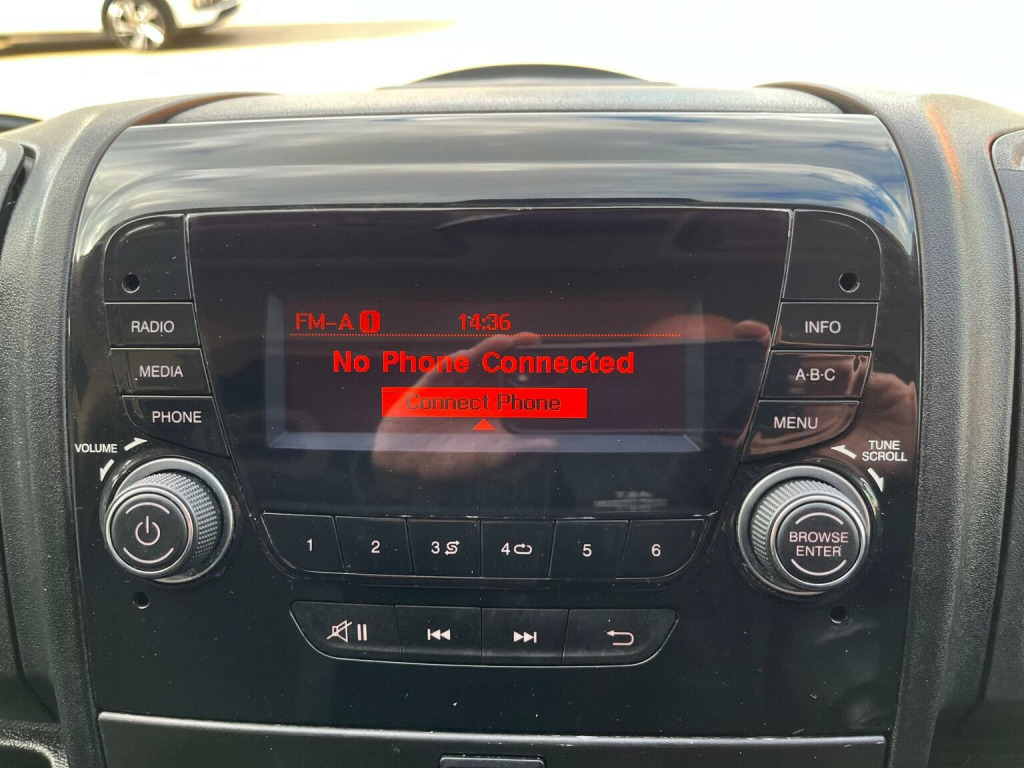 FM-A 1 14:36
No Phone Connected
Connect Phone
RADIO
MEDIA
PHONE
INFO
A·B·C
MENU
VOLUME
TUNE
SCROLL
BROWSE
ENTER
1 2 3 4 5 6